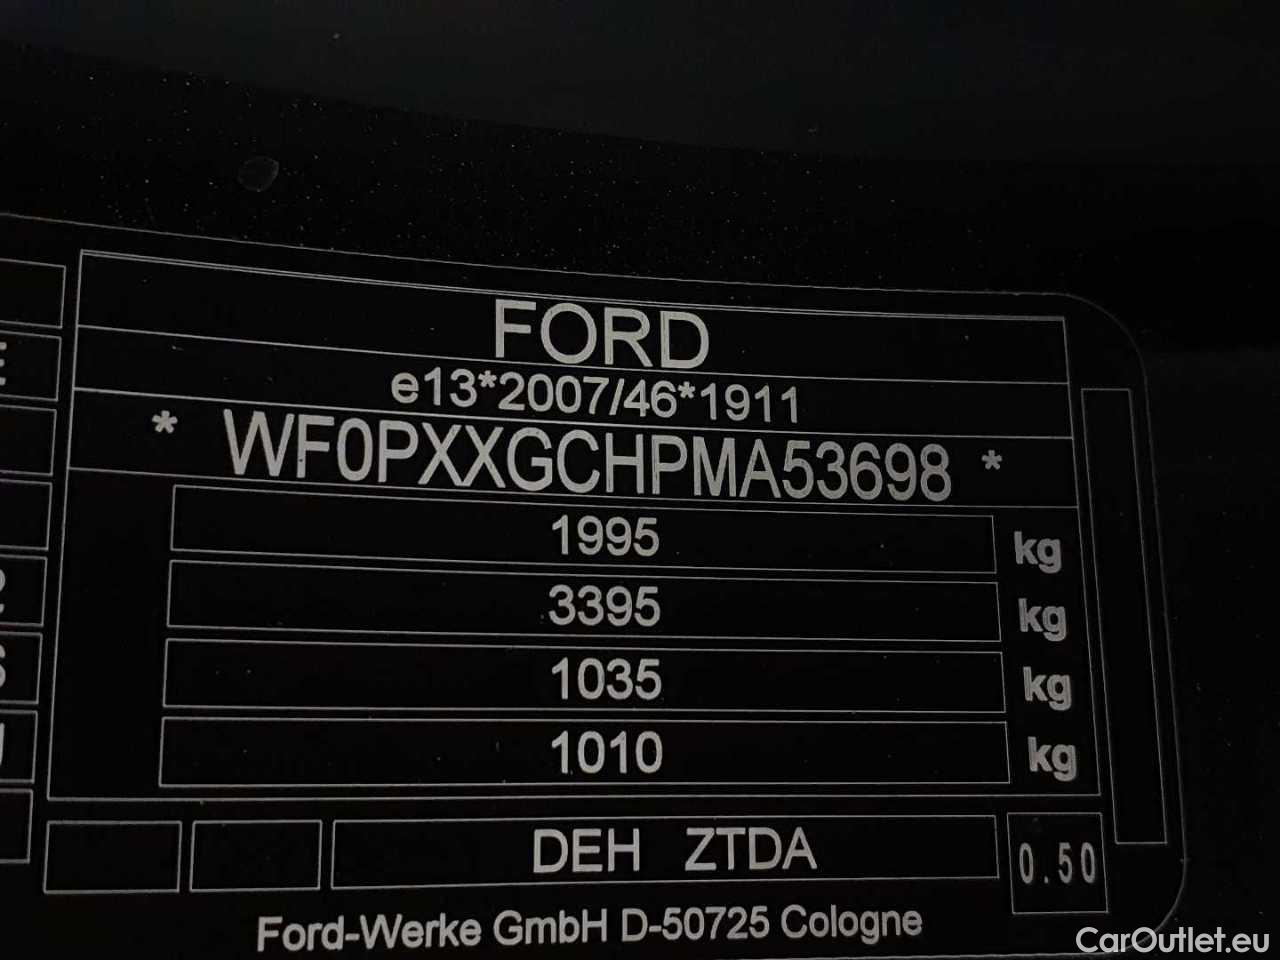 FORD
e13*2007/46*1911
* WF0PXXGCHPMA53698 *
1995 kg
3395 kg
1035 kg
1010 kg
DEH ZTDA 0.50
Ford-Werke GmbH D-50725 Cologne
CarOutlet.eu